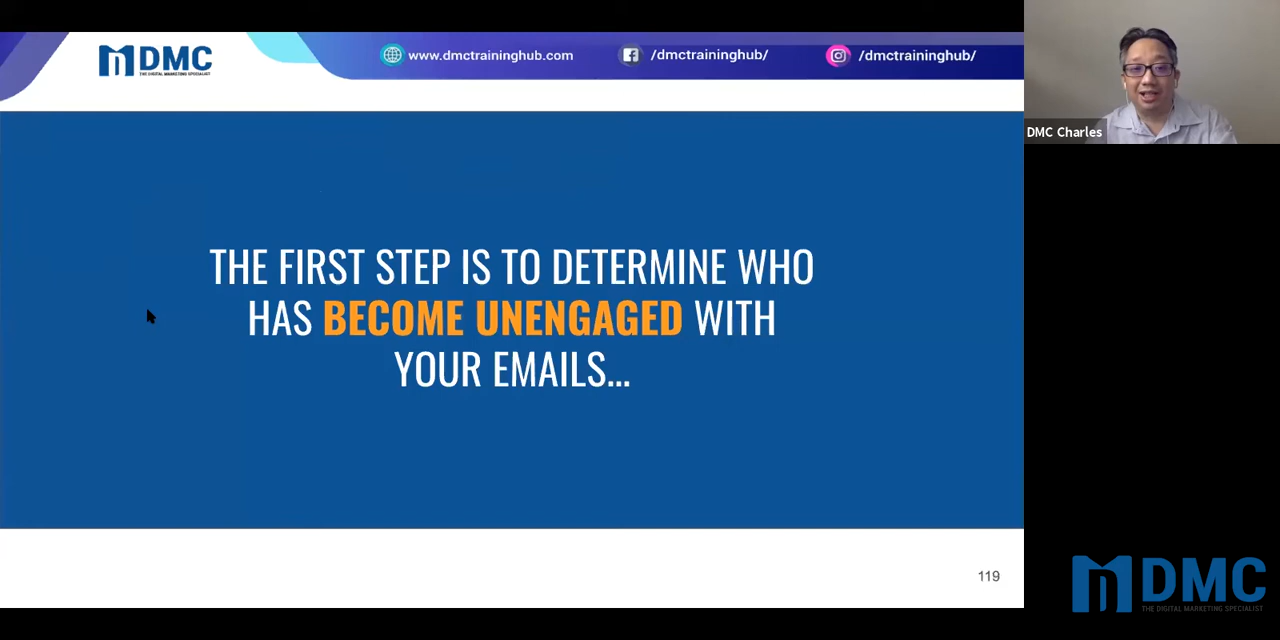 DMC
THE DIGITAL MARKETING SPECIALIST
www.dmctraininghub.com
/dmctraininghub/
/dmctraininghub/
DMC Charles
THE FIRST STEP IS TO DETERMINE WHO
HAS BECOME UNENGAGED WITH
YOUR EMAILS...
119
DMC
THE DIGITAL MARKETING SPECIALIST